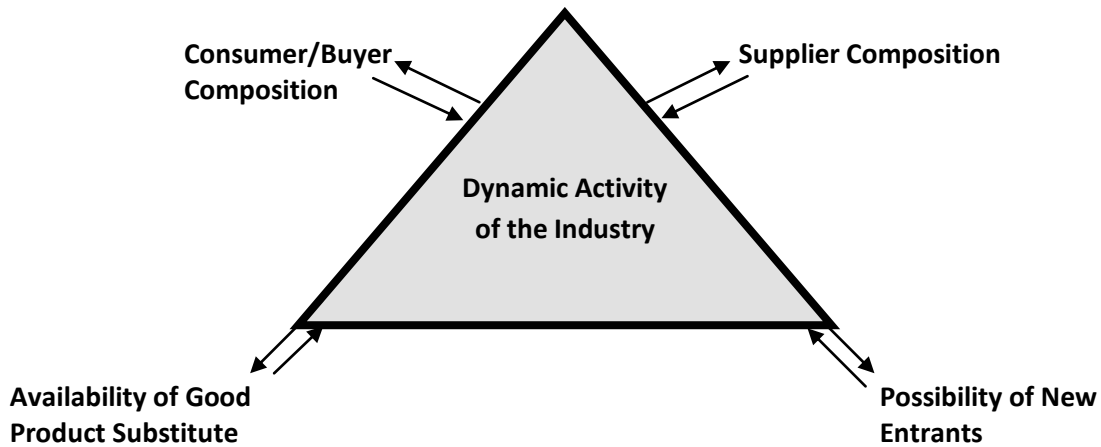 Consumer/Buyer
Composition
Supplier Composition
Dynamic Activity
of the Industry
Availability of Good
Product Substitute
Possibility of New
Entrants